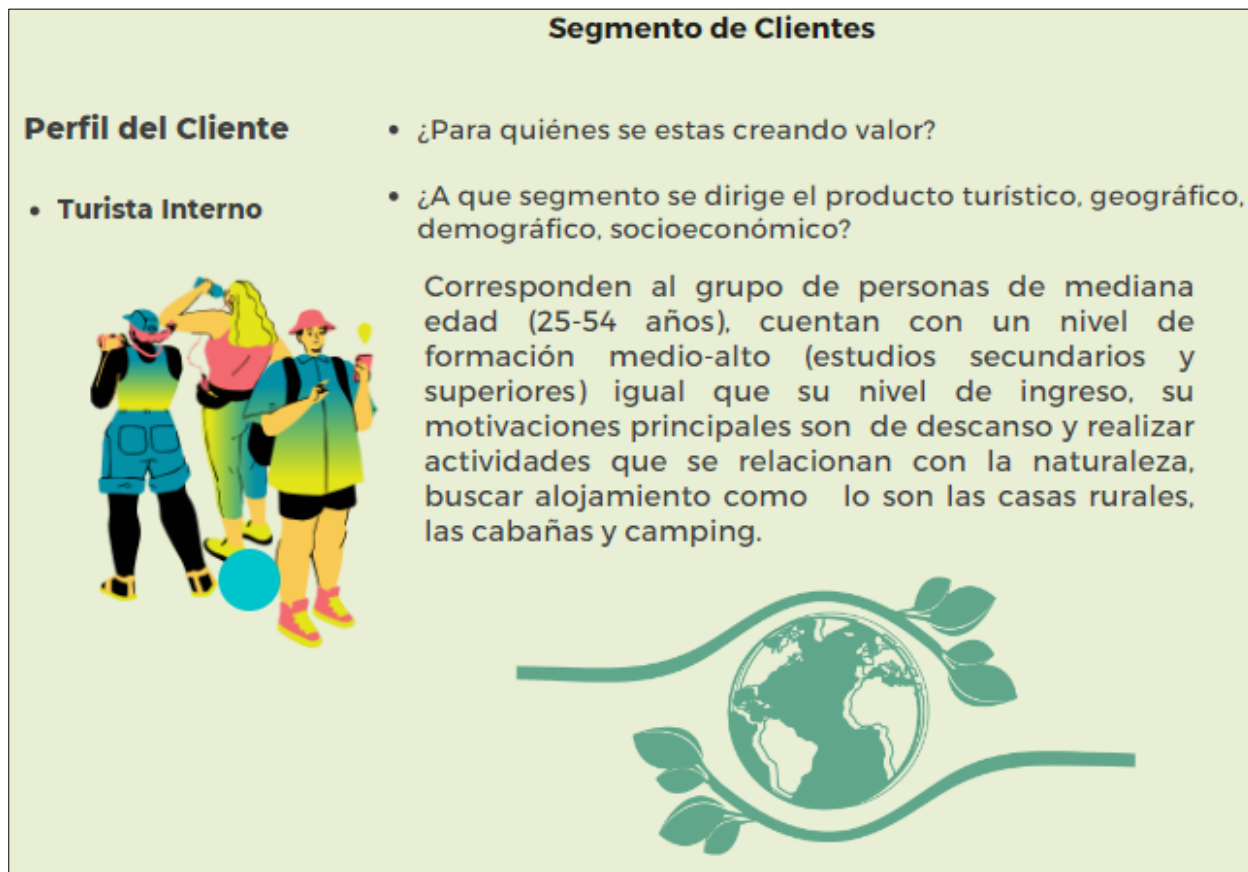 Segmento de Clientes
Perfil del Cliente
• Turista Interno
• ¿Para quiénes se estas creando valor?
• ¿A que segmento se dirige el producto turístico, geográfico,
demográfico, socioeconómico?
Corresponden al grupo de personas de mediana
edad (25-54 años), cuentan con un nivel de
formación medio-alto (estudios secundarios y
superiores) igual que su nivel de ingreso, su
motivaciones principales son de descanso y realizar
actividades que se relacionan con la naturaleza,
buscar alojamiento como lo son las casas rurales,
las cabañas y camping.